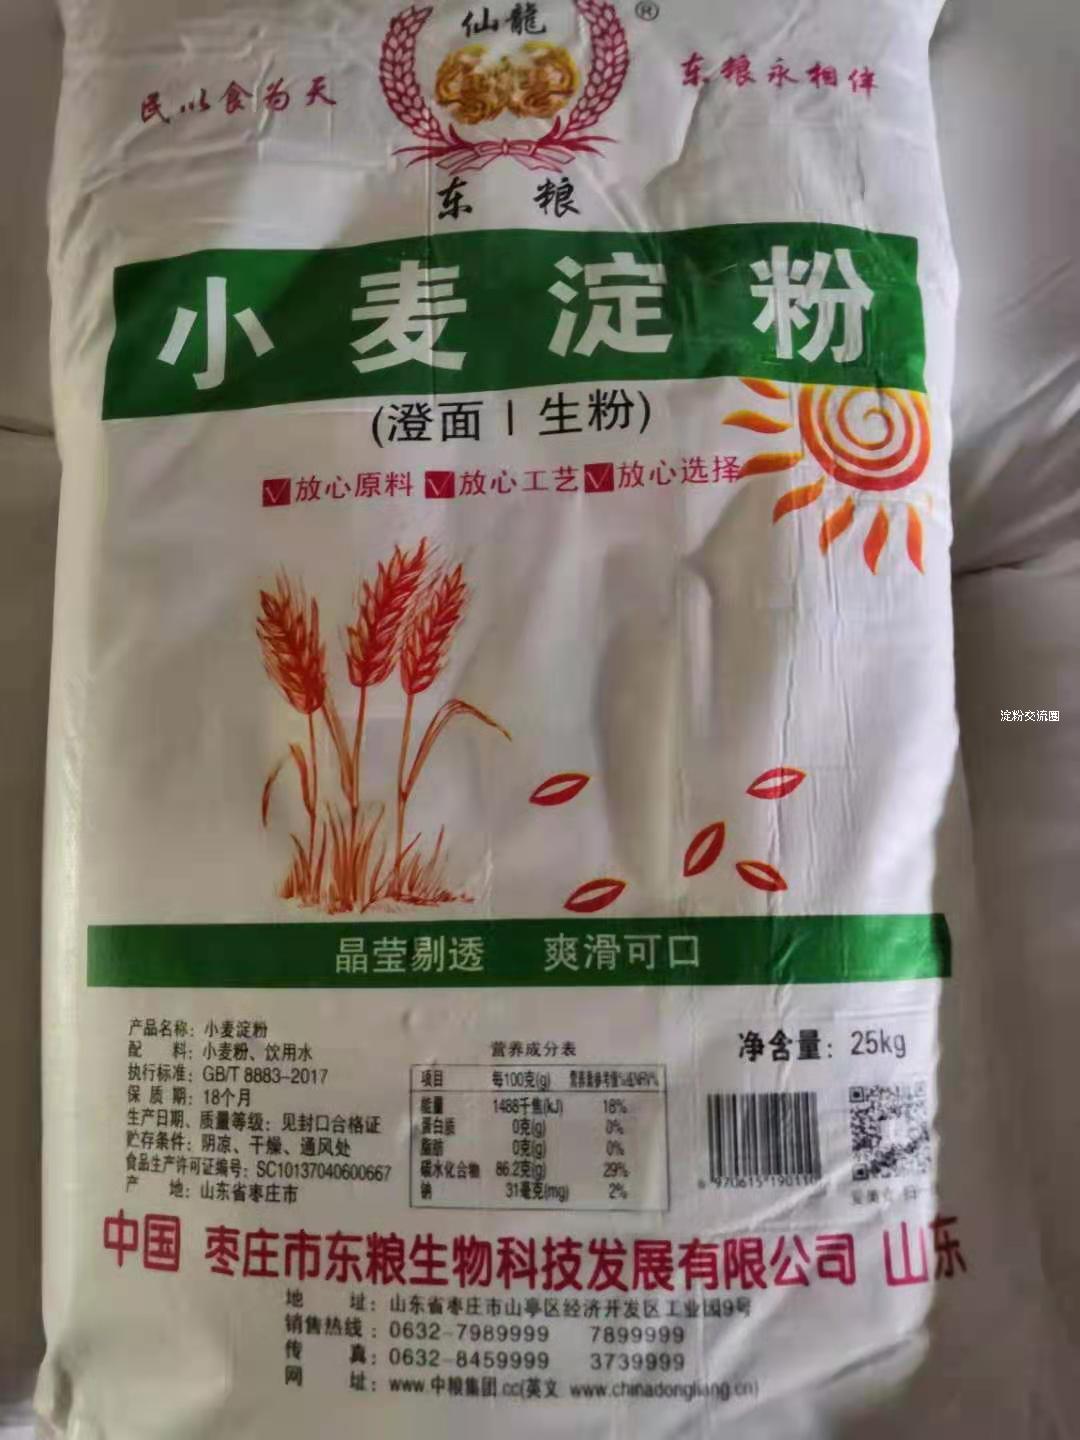 仙龍 ®
民以食为天
东粮永相伴
东粮
小麦淀粉
(澄面 | 生粉)
放心原料 放心工艺 放心选择
淀粉交流圈
晶莹剔透 爽滑可口
产品名称：小麦淀粉
配 料：小麦粉、饮用水
执行标准：GB/T 8883-2017
保 质 期：18个月
生产日期、质量等级：见封口合格证
贮存条件：阴凉、干燥、通风处
食品生产许可证编号：SC10137040600667
产 地：山东省枣庄市
营养成分表
项目 每100克(g) 营养素参考值%或NRV%
能量 1488千焦(kJ) 18%
蛋白质 0克(g) 0%
脂肪 0克(g) 0%
碳水化合物 86.2克(g) 29%
钠 31毫克(mg) 2%
净含量：25kg
中国 枣庄市东粮生物科技发展有限公司 山东
地 址：山东省枣庄市山亭区经济开发区工业园9号
销售热线：0632-7989999 7899999
传 真：0632-8459999 3739999
网 址：www.中粮集团.cc(英文 www.chinadongliang.cn)